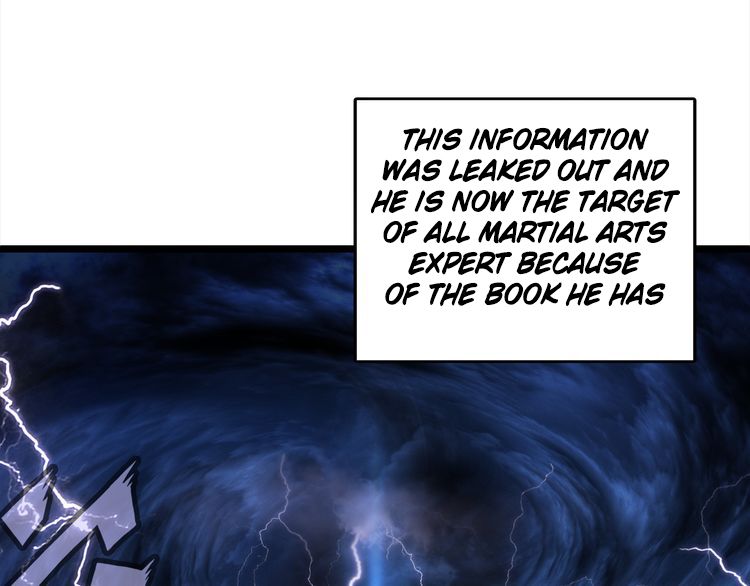 THIS INFORMATION
WAS LEAKED OUT AND
HE IS NOW THE TARGET
OF ALL MARTIAL ARTS
EXPERT BECAUSE
OF THE BOOK HE HAS